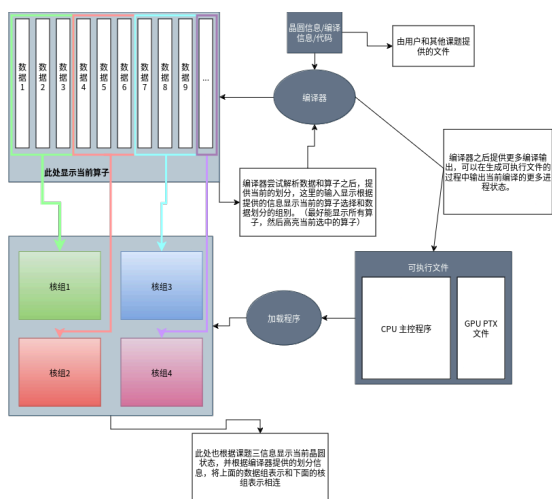 晶圆信息/编译
信息/代码
由用户和其他课题
提供的文件
数据1
数据2
数据3
数据4
数据5
数据6
数据7
数据8
数据9
...
此处显示当前算子
编译器
编译器尝试解析数据和算子之后，提
供当前的划分，这里的输入显示根据
提供的信息显示当前的算子选择和数
据划分的组别。（最好能显示所有算
子，然后高亮当前选中的算子）
编译器之后提供更多编译输
出，可以在生成可执行文件的
过程中输出当前编译的更多进
程状态。
核组1
核组3
核组2
核组4
加载程序
可执行文件
CPU 主控程序
GPU PTX
文件
此处也根据课题三信息显示当前晶圆
状态，并根据编译器提供的划分信
息，将上面的数据组表示和下面的核
组表示相连